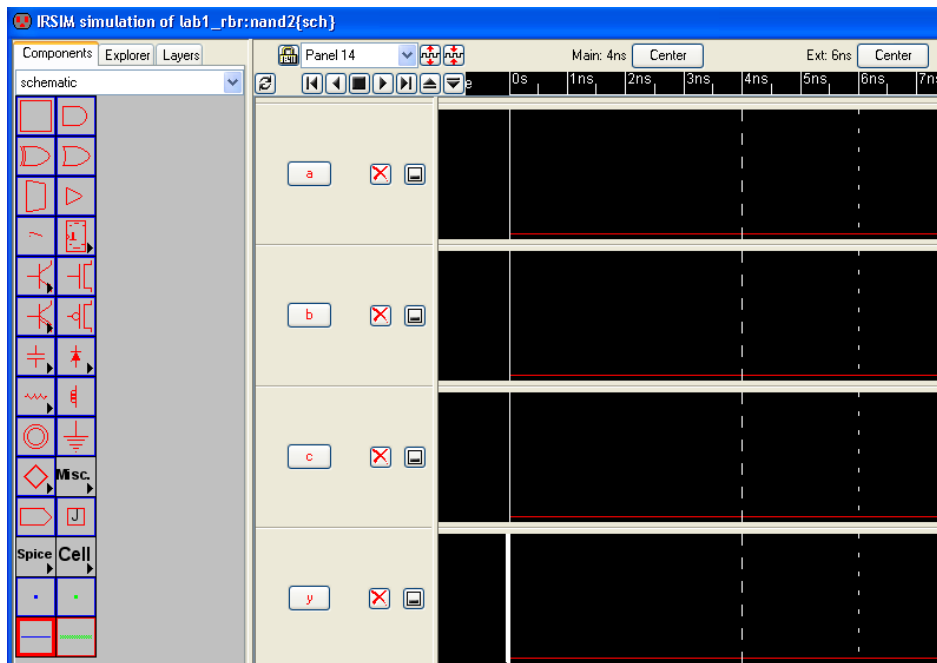 IRSIM simulation of lab1_rbr:nand2{sch}
Components Explorer Layers
Panel 14
Main: 4ns Center
Ext: 6ns Center
schematic
e 0s 1ns 2ns 3ns 4ns 5ns 6ns 7n
a
b
c
Misc.
J
Spice Cell
y